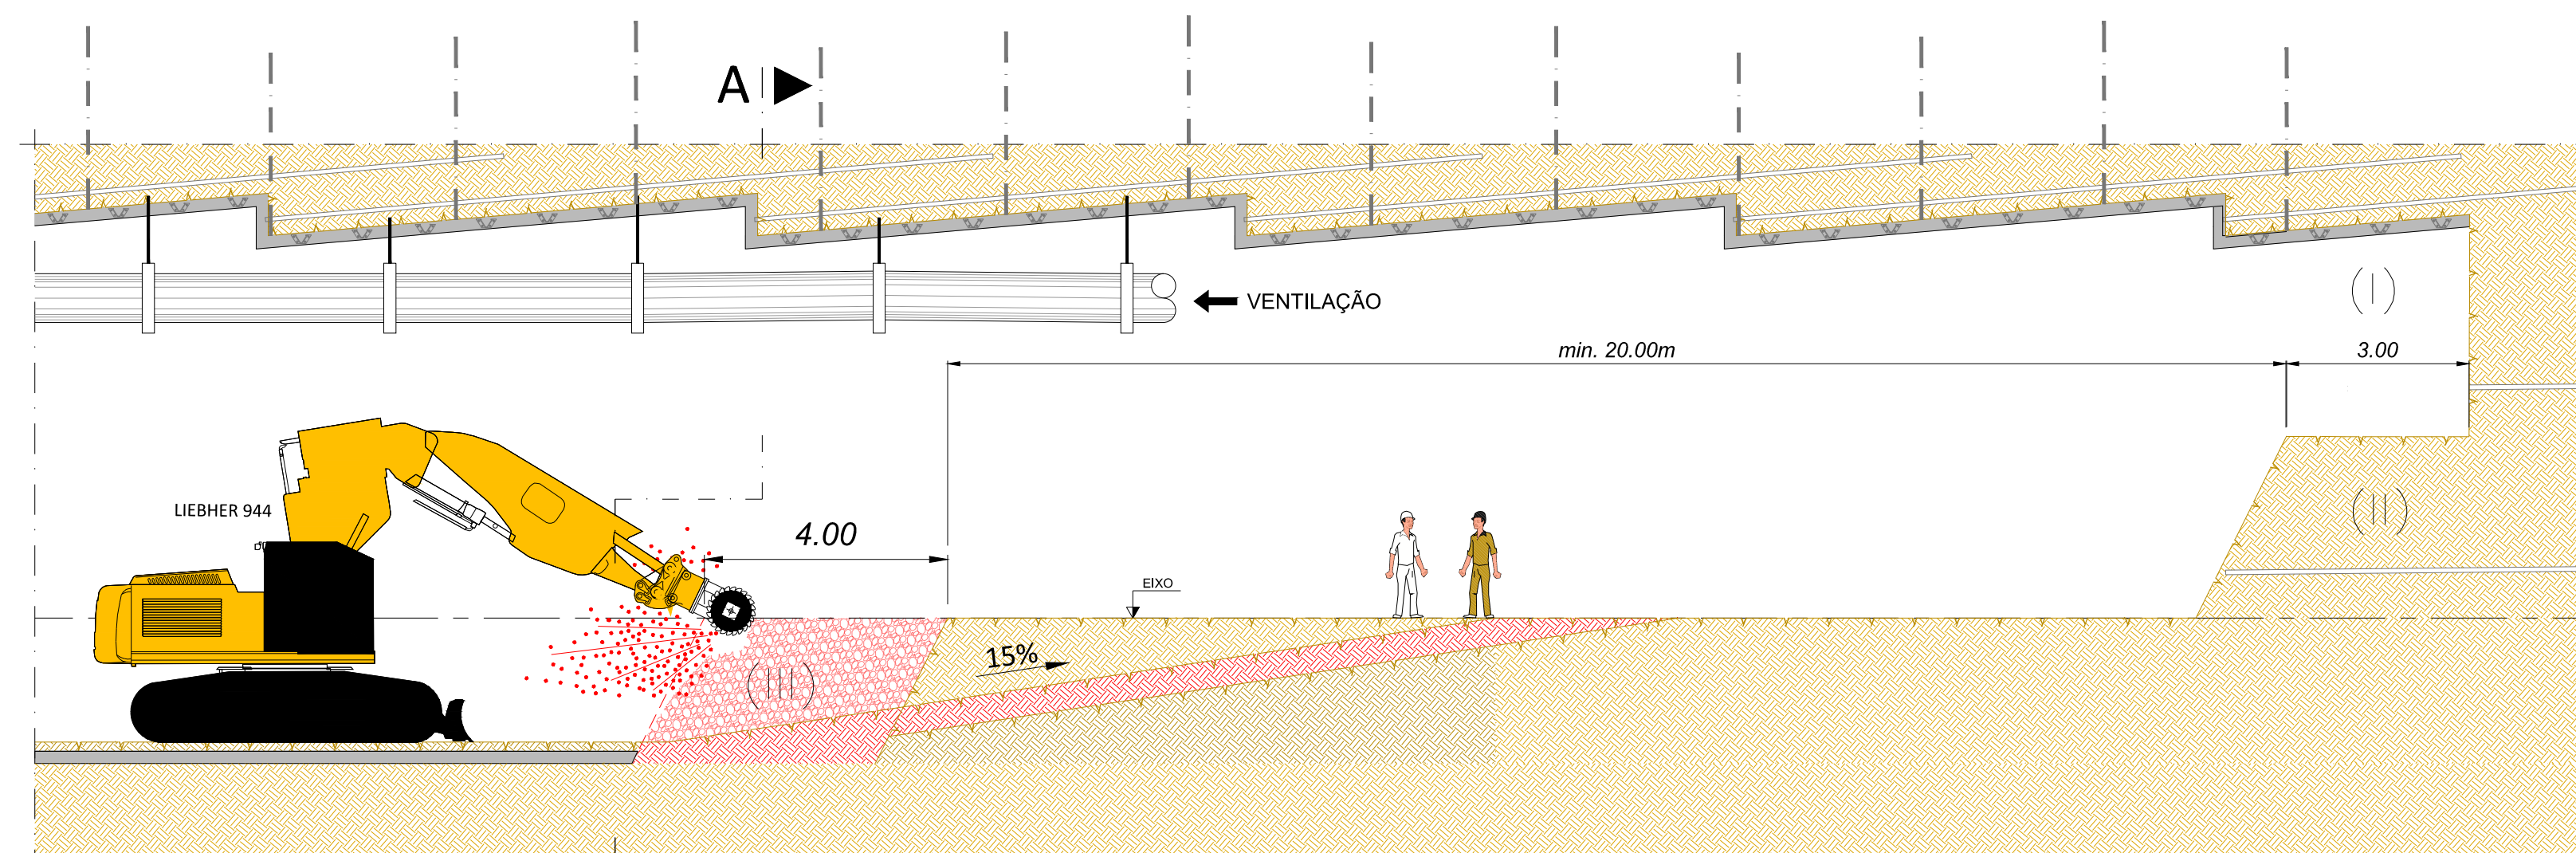 A
VENTILAÇÃO
(I)
min. 20.00m
3.00
LIEBHER 944
4.00
(II)
EIXO
15%
(III)